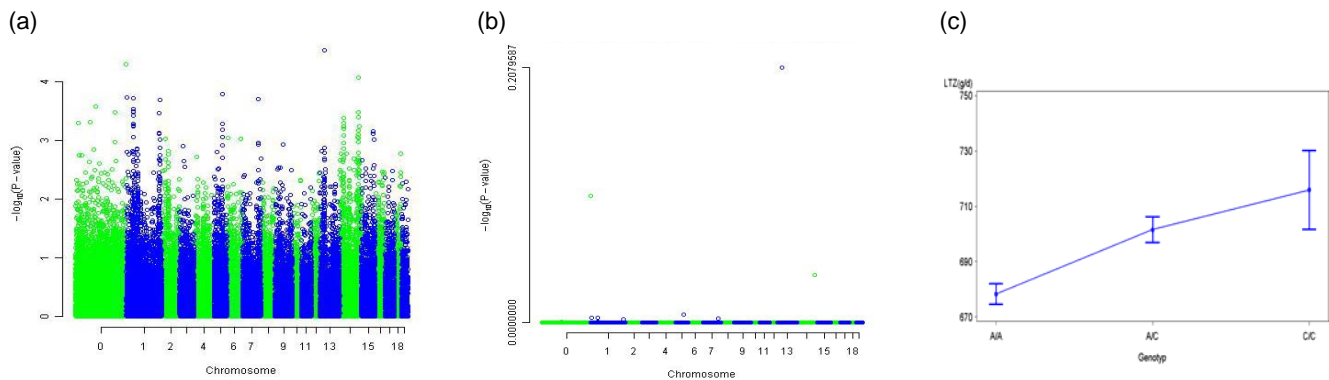 (a)
(b)
(c)
−log₁₀(P−value)
4
3
2
1
0
0 1 2 4 6 7 9 11 13 15 18
Chromosome
−log₁₀(P−value)
0.2079587
0.0000000
0 1 2 4 6 7 9 11 13 15 18
Chromosome
LTZ(g/d)
750
730
710
690
670
A/A A/C C/C
Genotyp